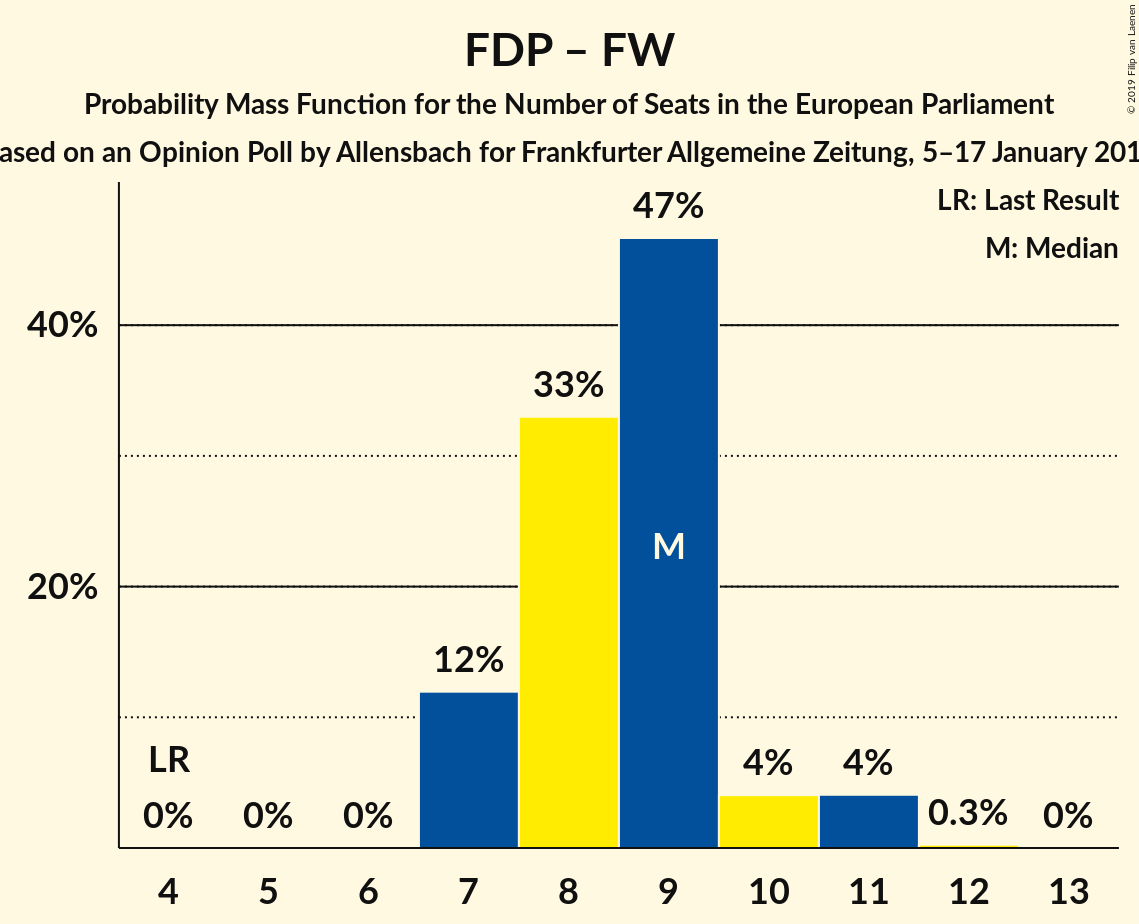 FDP – FW
Probability Mass Function for the Number of Seats in the European Parliament
ased on an Opinion Poll by Allensbach for Frankfurter Allgemeine Zeitung, 5–17 January 201
© 2019 Filip van Laenen
LR: Last Result
M: Median
47%
40%
33%
M
20%
12%
LR
4%
4%
0%
0%
0%
0.3%
0%
4
5
6
7
8
9
10
11
12
13